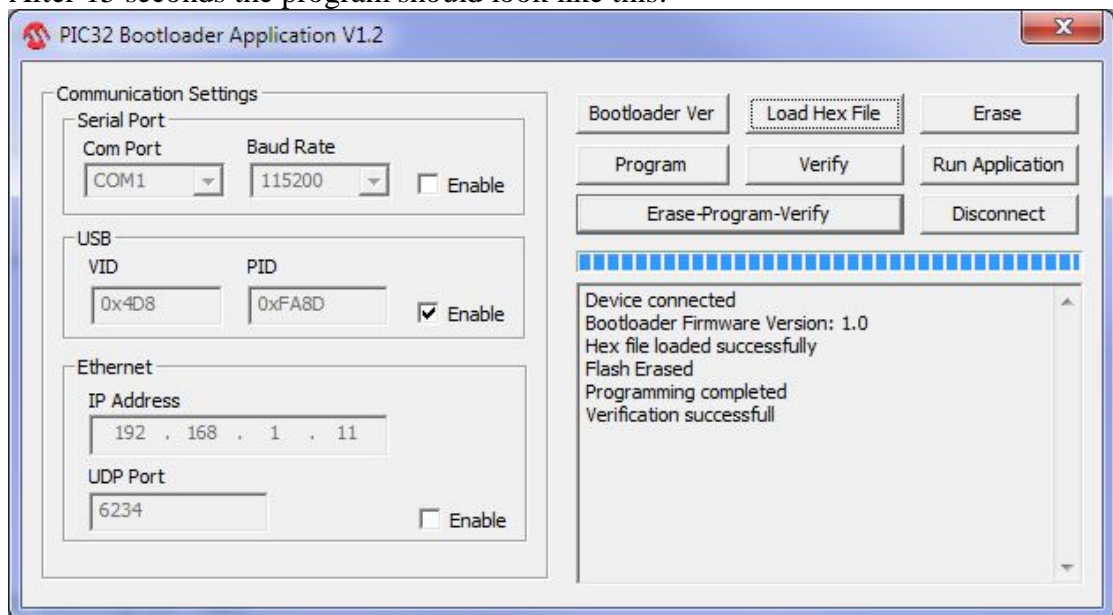 After 15 seconds the program should look like this:
PIC32 Bootloader Application V1.2
Communication Settings
Serial Port
Com Port Baud Rate
COM1 115200 Enable
USB
VID PID
0x4D8 0xFA8D Enable
Ethernet
IP Address
192 . 168 . 1 . 11
UDP Port
6234 Enable
Bootloader Ver Load Hex File Erase
Program Verify Run Application
Erase-Program-Verify Disconnect
Device connected
Bootloader Firmware Version: 1.0
Hex file loaded successfully
Flash Erased
Programming completed
Verification successfull